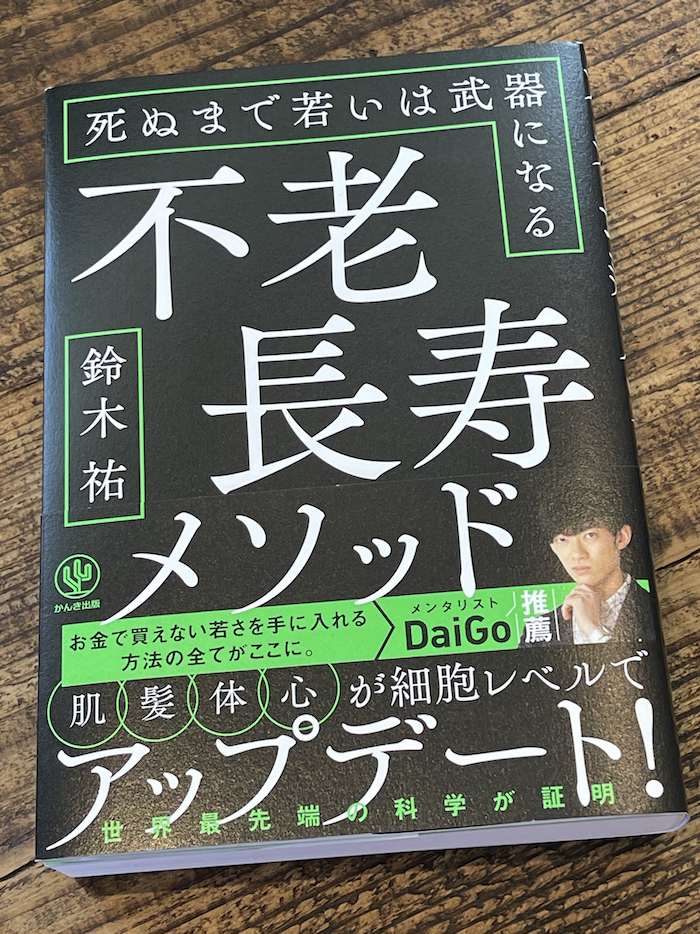 死ぬまで若いは武器になる
不老
長寿
メソッド
鈴木祐
かんき出版
お金で買えない若さを手に入れる
方法の全てがここに。
メンタリスト
DaiGo
推薦
肌髪体心が細胞レベルで
アップデート!
世界最先端の科学が証明